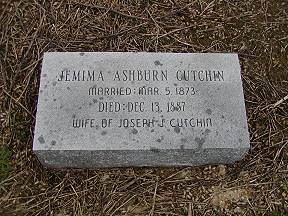 JEMIMA ASHBURN CUTCHIN
MARRIED: MAR. 5, 1873
DIED: DEC. 13, 1887
WIFE OF JOSEPH J. CUTCHIN